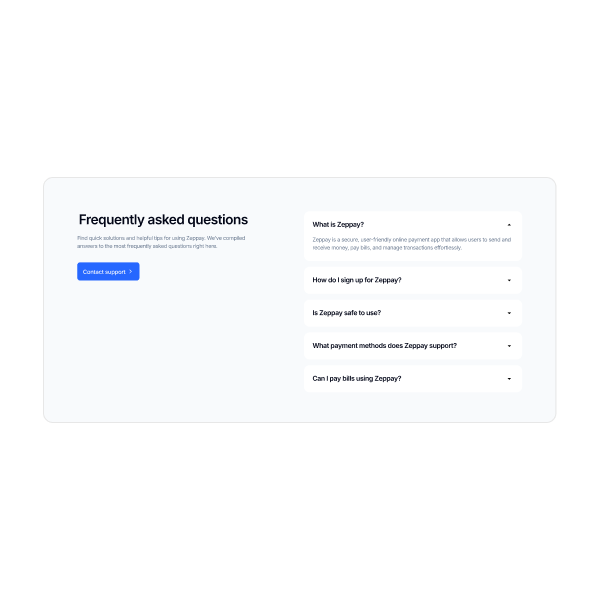 Frequently asked questions
Find quick solutions and helpful tips for using Zeppay. We've compiled
answers to the most frequently asked questions right here.
Contact support
What is Zeppay?
Zeppay is a secure, user-friendly online payment app that allows users to send and
receive money, pay bills, and manage transactions effortlessly.
How do I sign up for Zeppay?
Is Zeppay safe to use?
What payment methods does Zeppay support?
Can I pay bills using Zeppay?